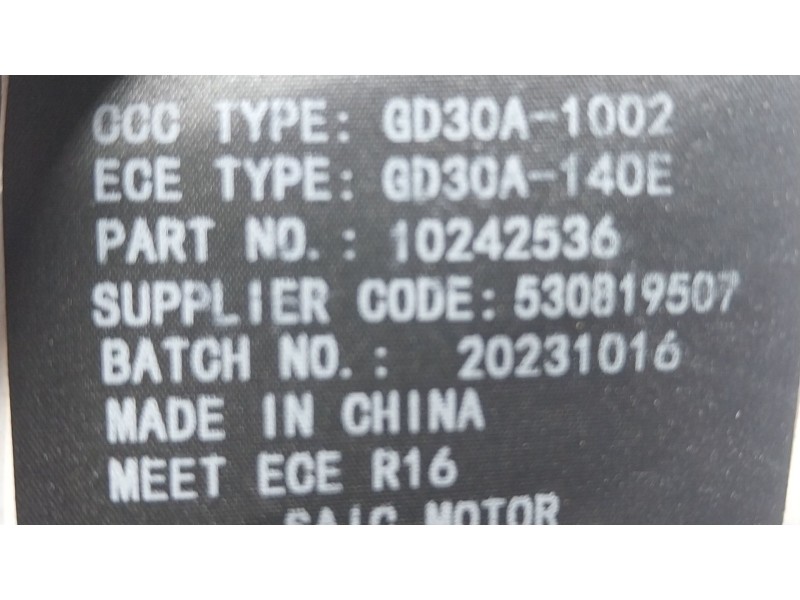 CCC TYPE: GD30A-1002
ECE TYPE: GD30A-140E
PART NO.: 10242536
SUPPLIER CODE: 530819507
BATCH NO.: 20231016
MADE IN CHINA
MEET ECE R16
SAIC MOTOR